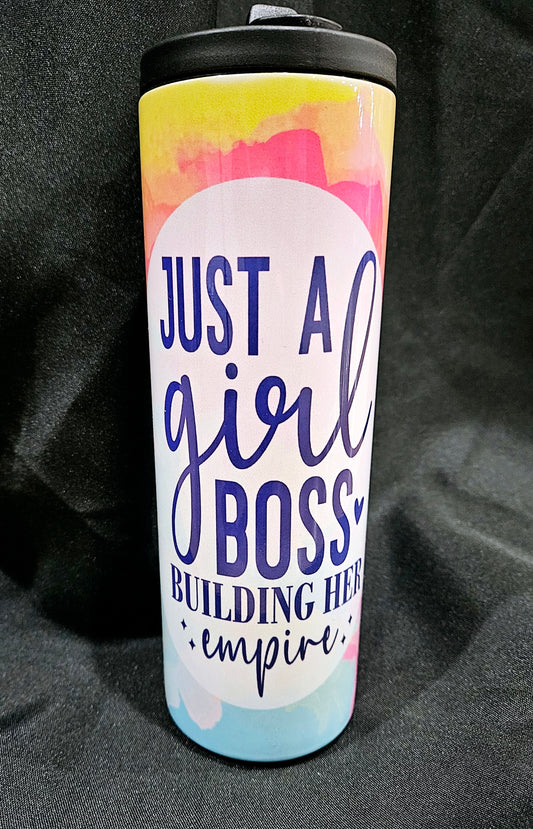 JUST A
girl
BOSS
BUILDING HER
empire